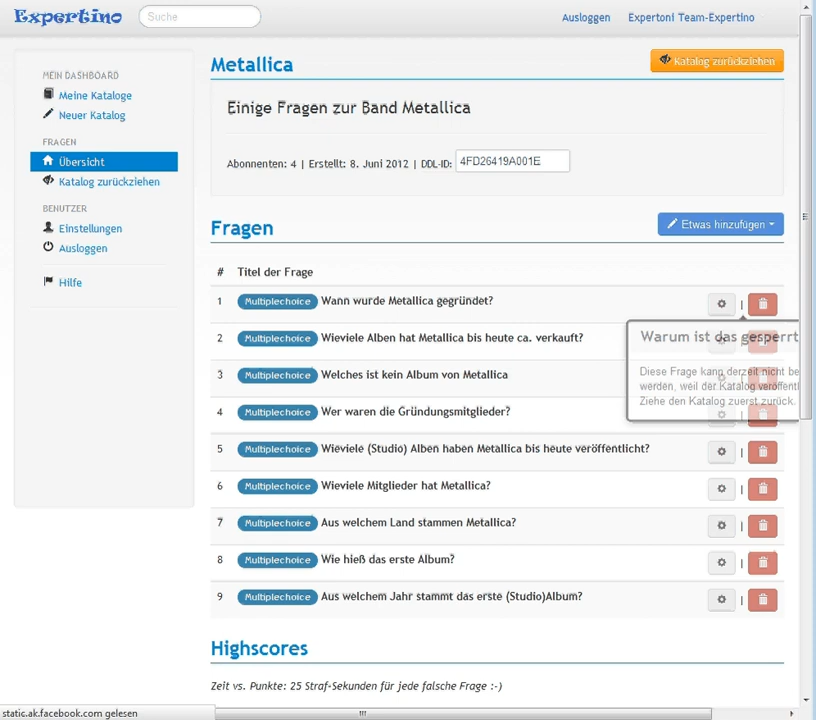 Expertino
Suche
Ausloggen
Expertoni Team-Expertino
MEIN DASHBOARD
Meine Kataloge
Neuer Katalog
FRAGEN
Übersicht
Katalog zurückziehen
BENUTZER
Einstellungen
Ausloggen
Hilfe
Metallica
Katalog zurückziehen
Einige Fragen zur Band Metallica
Abonnenten: 4 | Erstellt: 8. Juni 2012 | DDL-ID: 4FD26419A001E
Fragen
Etwas hinzufügen
# Titel der Frage
1 Multiplechoice Wann wurde Metallica gegründet? |
2 Multiplechoice Wieviele Alben hat Metallica bis heute ca. verkauft?
3 Multiplechoice Welches ist kein Album von Metallica
4 Multiplechoice Wer waren die Gründungsmitglieder?
5 Multiplechoice Wieviele (Studio) Alben haben Metallica bis heute veröffentlicht? |
6 Multiplechoice Wieviele Mitglieder hat Metallica? |
7 Multiplechoice Aus welchem Land stammen Metallica? |
8 Multiplechoice Wie hieß das erste Album? |
9 Multiplechoice Aus welchem Jahr stammt das erste (Studio)Album? |
Warum ist das gesperrt
Diese Frage kann derzeit nicht be
werden, weil der Katalog veröffentl
Ziehe den Katalog zuerst zurück.
Highscores
Zeit vs. Punkte: 25 Straf-Sekunden für jede falsche Frage :-)
static.ak.facebook.com gelesen